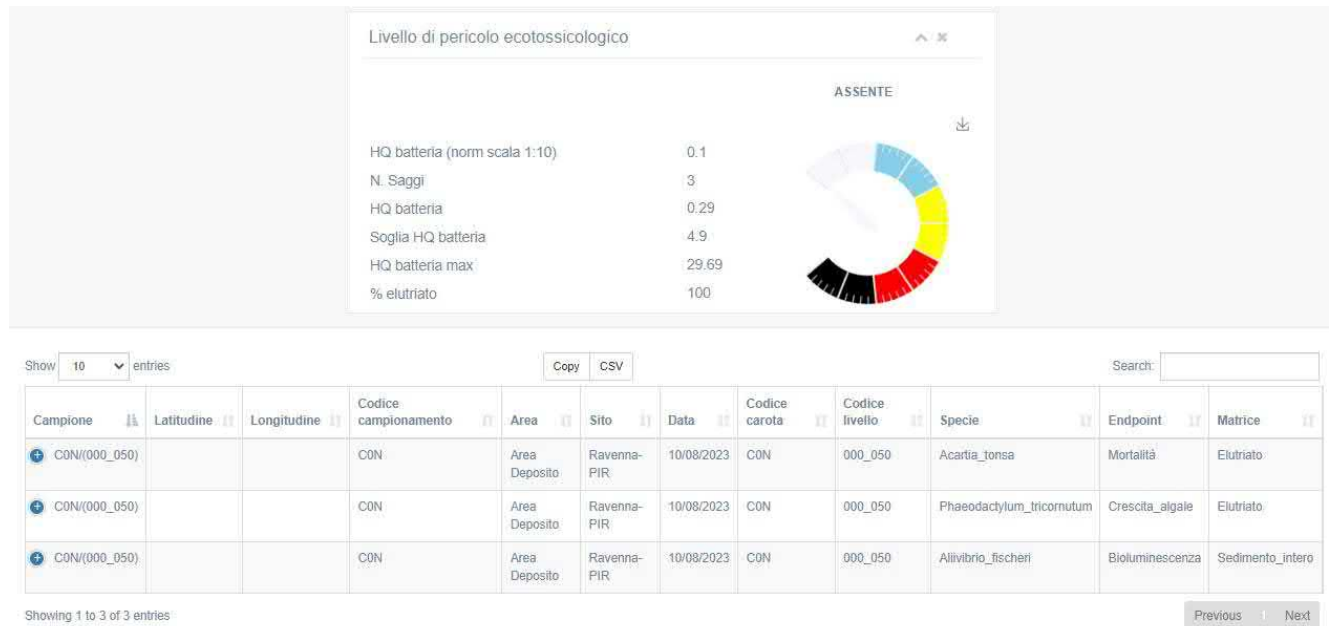 Livello di pericolo ecotossicologico
ASSENTE
HQ batteria (norm scala 1:10) 0.1
N. Saggi 3
HQ batteria 0.29
Soglia HQ batteria 4.9
HQ batteria max 29.69
% elutriato 100
Show 10 entries Copy CSV Search:
Campione Latitudine Longitudine Codice campionamento Area Sito Data Codice carota Codice livello Specie Endpoint Matrice
C0N/(000_050) C0N Area Deposito Ravenna-PIR 10/08/2023 C0N 000_050 Acartia_tonsa Mortalità Elutriato
C0N/(000_050) C0N Area Deposito Ravenna-PIR 10/08/2023 C0N 000_050 Phaeodactylum_tricornutum Crescita_algale Elutriato
C0N/(000_050) C0N Area Deposito Ravenna-PIR 10/08/2023 C0N 000_050 Aliivibrio_fischeri Bioluminescenza Sedimento_intero
Showing 1 to 3 of 3 entries Previous 1 Next